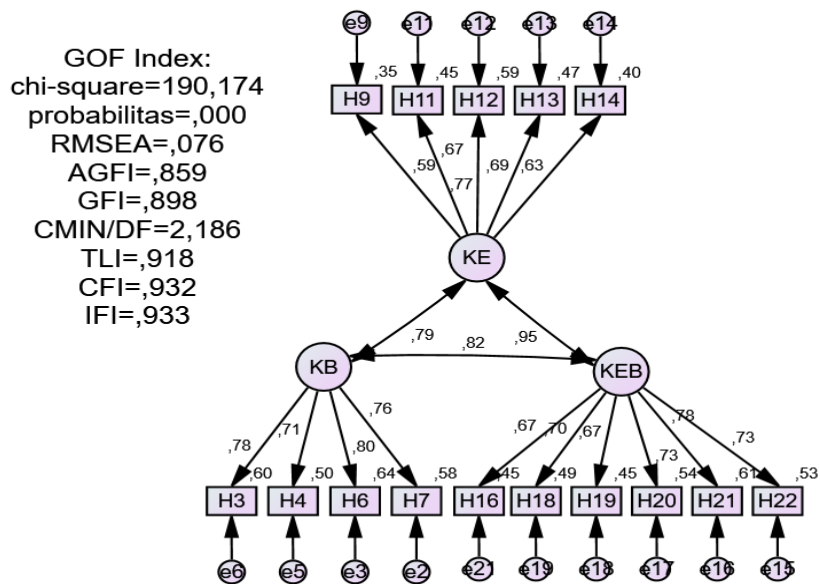 GOF Index:
chi-square=190,174
probabilitas=,000
RMSEA=,076
AGFI=,859
GFI=,898
CMIN/DF=2,186
TLI=,918
CFI=,932
IFI=,933
e9 e11 e12 e13 e14
,35 ,45 ,59 ,47 ,40
H9 H11 H12 H13 H14
,59 ,67 ,77 ,69 ,63
KE
,79 ,82 ,95
KB KEB
,78 ,71 ,80 ,76 ,67 ,70 ,67 ,73 ,78 ,73
,60 ,50 ,64 ,58 ,45 ,49 ,45 ,54 ,61 ,53
H3 H4 H6 H7 H16 H18 H19 H20 H21 H22
e6 e5 e3 e2 e21 e19 e18 e17 e16 e15